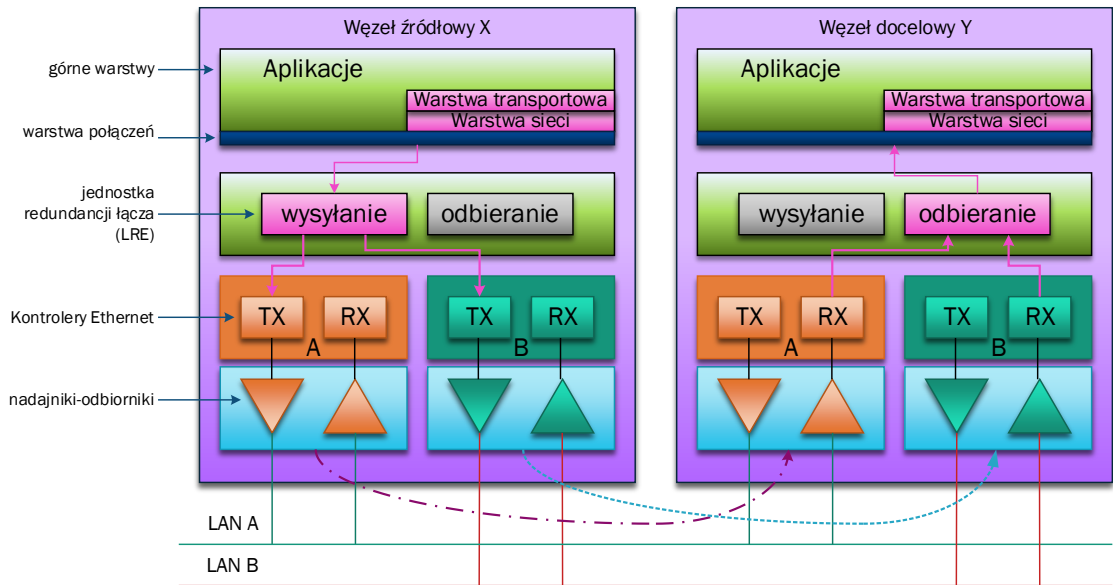 Węzeł źródłowy X
Węzeł docelowy Y
górne warstwy
Aplikacje
Aplikacje
Warstwa transportowa
Warstwa transportowa
Warstwa sieci
Warstwa sieci
warstwa połączeń
jednostka
redundancji łącza
(LRE)
wysyłanie
odbieranie
wysyłanie
odbieranie
Kontrolery Ethernet
TX
RX
A
TX
RX
B
TX
RX
A
TX
RX
B
nadajniki-odbiorniki
LAN A
LAN B